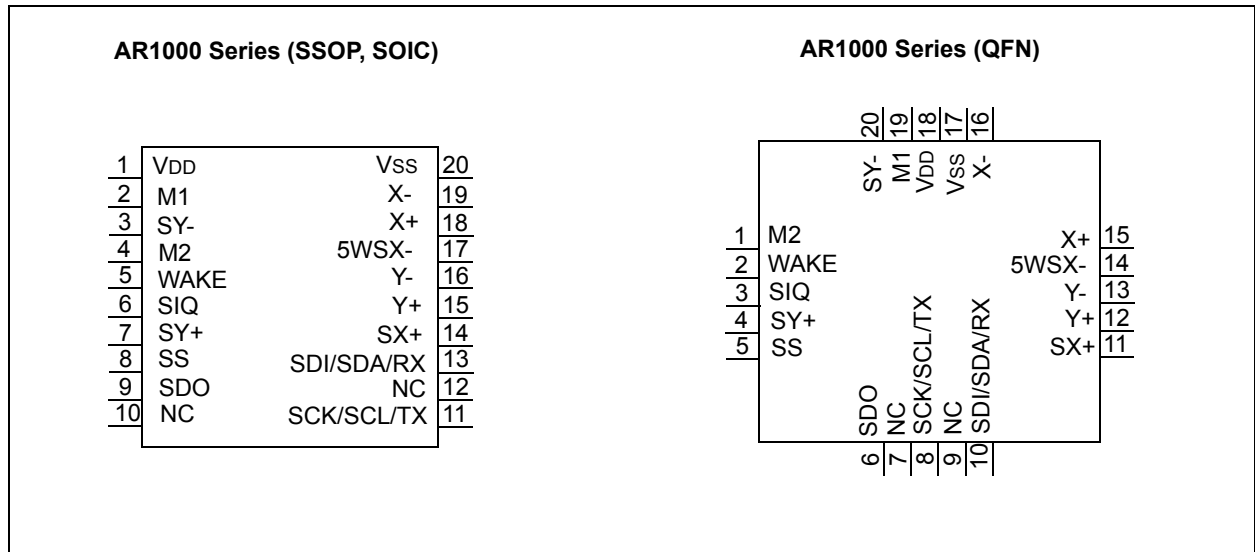 AR1000 Series (SSOP, SOIC)
1 VDD VSS 20
2 M1 X- 19
3 SY- X+ 18
4 M2 5WSX- 17
5 WAKE Y- 16
6 SIQ Y+ 15
7 SY+ SX+ 14
8 SS SDI/SDA/RX 13
9 SDO NC 12
10 NC SCK/SCL/TX 11
AR1000 Series (QFN)
20 19 18 17 16
SY- M1 VDD VSS X-
1 M2 X+ 15
2 WAKE 5WSX- 14
3 SIQ Y- 13
4 SY+ Y+ 12
5 SS SX+ 11
SDO NC SCK/SCL/TX NC SDI/SDA/RX
6 7 8 9 10